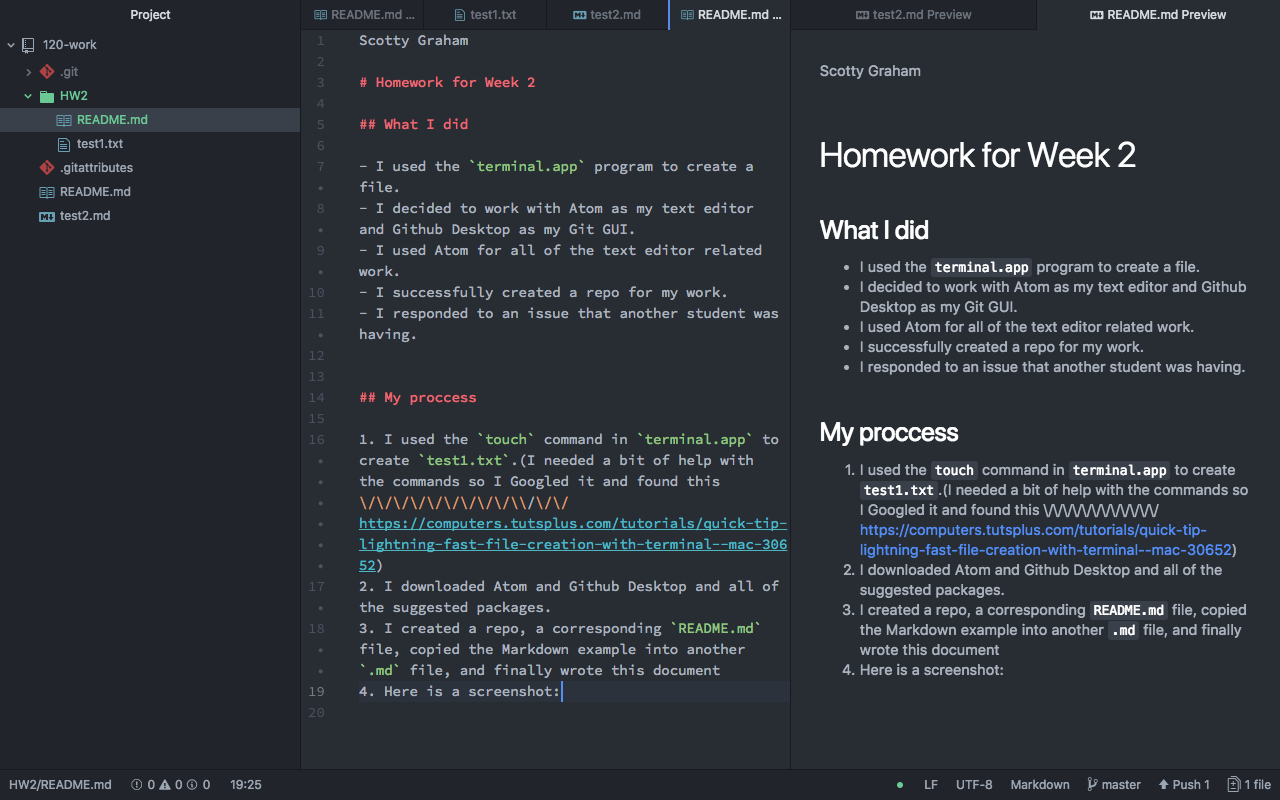 Project
120-work
.git
HW2
README.md
test1.txt
.gitattributes
README.md
test2.md
README.md ...
test1.txt
test2.md
README.md ...
1 Scotty Graham
2
3 # Homework for Week 2
4
5 ## What I did
6
7 - I used the `terminal.app` program to create a
• file.
8 - I decided to work with Atom as my text editor
• and Github Desktop as my Git GUI.
9 - I used Atom for all of the text editor related
• work.
10 - I successfully created a repo for my work.
11 - I responded to an issue that another student was
• having.
12
13
14 ## My proccess
15
16 1. I used the `touch` command in `terminal.app` to
• create `test1.txt`.(I needed a bit of help with
• the commands so I Googled it and found this
• \/\/\/\/\/\/\/\/\/\\/\/\/
• https://computers.tutsplus.com/tutorials/quick-tip-
• lightning-fast-file-creation-with-terminal--mac-306
• 52)
17 2. I downloaded Atom and Github Desktop and all of
• the suggested packages.
18 3. I created a repo, a corresponding `README.md`
• file, copied the Markdown example into another
• `.md` file, and finally wrote this document
19 4. Here is a screenshot:
20
test2.md Preview
README.md Preview
Scotty Graham
Homework for Week 2
What I did
• I used the terminal.app program to create a file.
• I decided to work with Atom as my text editor and Github
Desktop as my Git GUI.
• I used Atom for all of the text editor related work.
• I successfully created a repo for my work.
• I responded to an issue that another student was having.
My proccess
1. I used the touch command in terminal.app to create
test1.txt.(I needed a bit of help with the commands so
I Googled it and found this \/\/\/\/\/\/\/\/\/\/\/\/
https://computers.tutsplus.com/tutorials/quick-tip-
lightning-fast-file-creation-with-terminal--mac-30652)
2. I downloaded Atom and Github Desktop and all of the
suggested packages.
3. I created a repo, a corresponding README.md file, copied
the Markdown example into another .md file, and finally
wrote this document
4. Here is a screenshot:
HW2/README.md 0 0 0 19:25
LF UTF-8 Markdown master Push 1 1 file